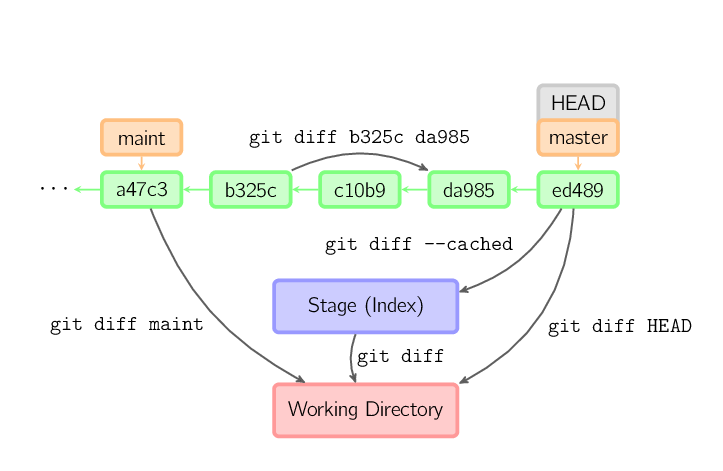 HEAD
maint
git diff b325c da985
master
···
a47c3
b325c
c10b9
da985
ed489
git diff --cached
Stage (Index)
git diff maint
git diff HEAD
git diff
Working Directory